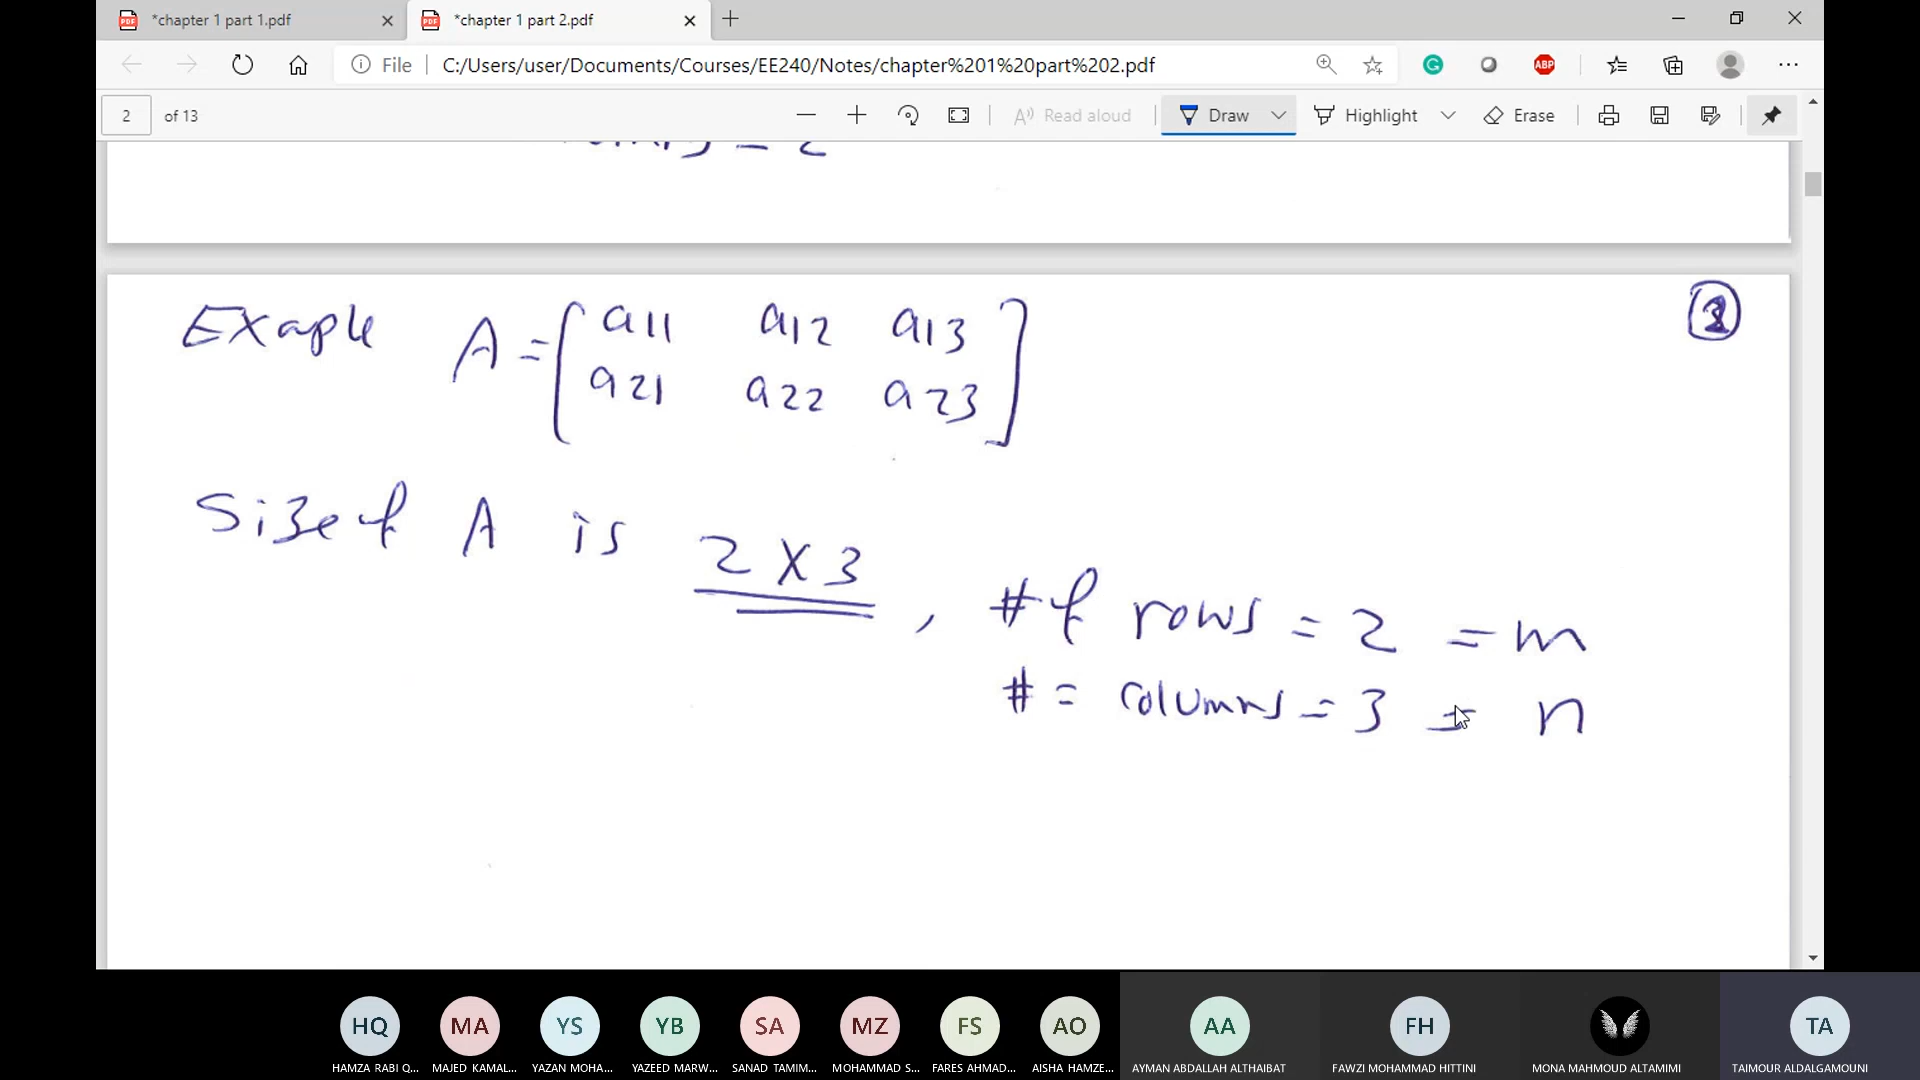 *chapter 1 part 1.pdf
*chapter 1 part 2.pdf
File
C:/Users/user/Documents/Courses/EE240/Notes/chapter%201%20part%202.pdf
ABP
2 of 13
Read aloud
Draw
Highlight
Erase
= 2
Exaple A = [ a11 a12 a13
a21 a22 a23 ]
Size of A is 2 X 3 , # of rows = 2 = m
# = columns = 3 = n
HQ MA YS YB SA MZ FS AO AA FH TA
HAMZA RABI Q... MAJED KAMAL... YAZAN MOHA... YAZEED MARW... SANAD TAMIM... MOHAMMAD S... FARES AHMAD... AISHA HAMZE... AYMAN ABDALLAH ALTHAIBAT FAWZI MOHAMMAD HITTINI MONA MAHMOUD ALTAMIMI TAIMOUR ALDALGAMOUNI